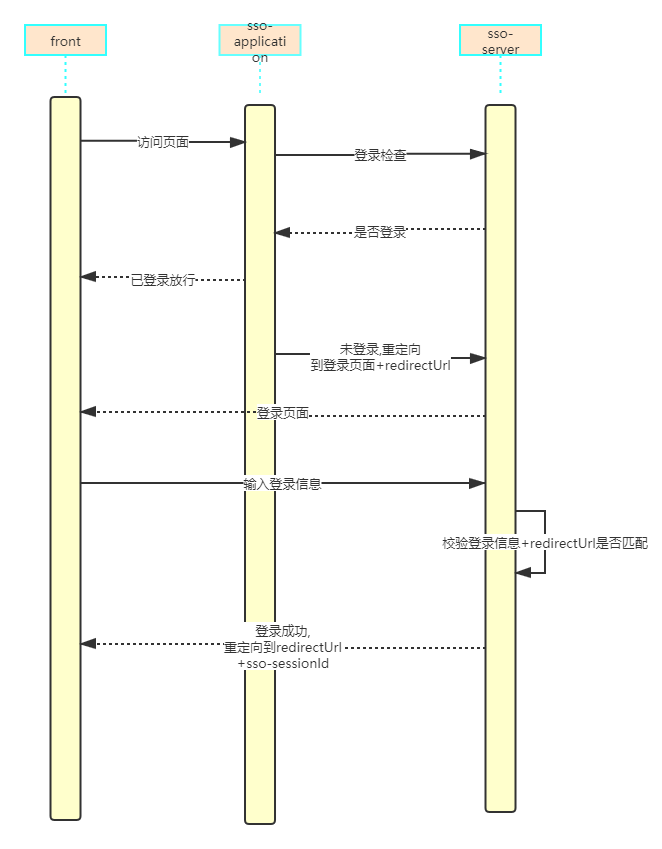 front
sso-
applicati
on
sso-
server
访问页面
登录检查
是否登录
已登录放行
未登录,重定向
到登录页面+redirectUrl
登录页面
输入登录信息
校验登录信息+redirectUrl是否匹配
登录成功,
重定向到redirectUrl
+sso-sessionId